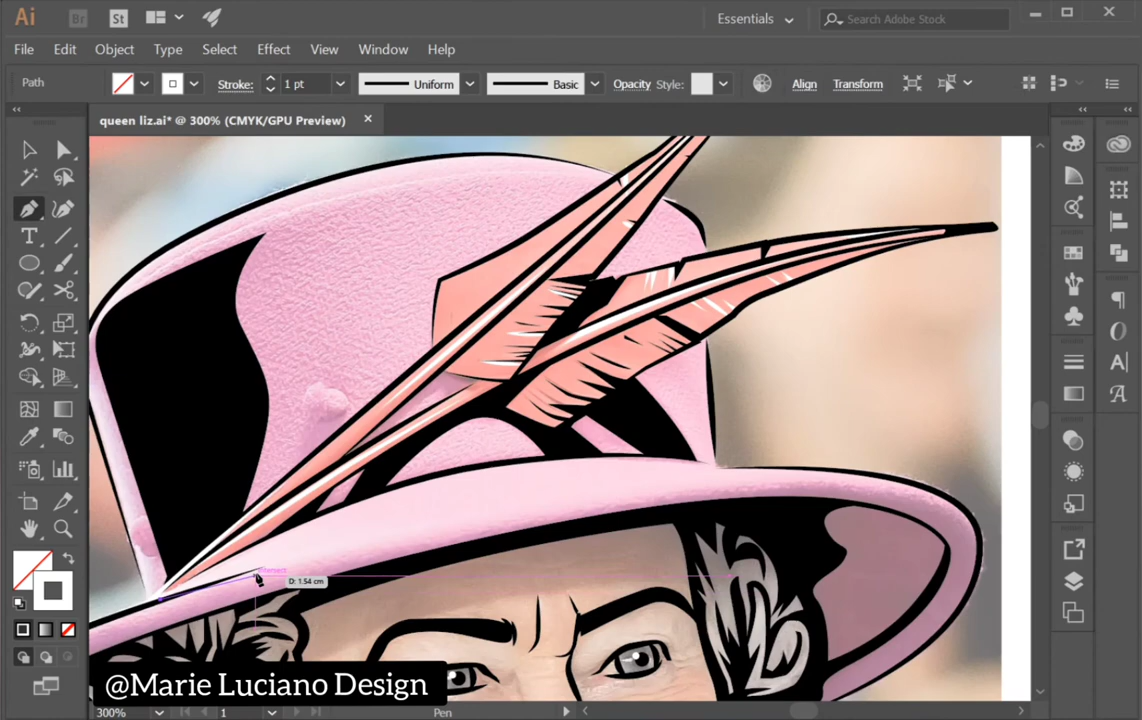 Ai Br St Essentials Search Adobe Stock
File Edit Object Type Select Effect View Window Help
Path Stroke: 1 pt Uniform Basic Opacity Style: Align Transform
queen liz.ai* @ 300% (CMYK/GPU Preview)
intersect
D: 1.54 cm
@Marie Luciano Design
300% 1 Pen